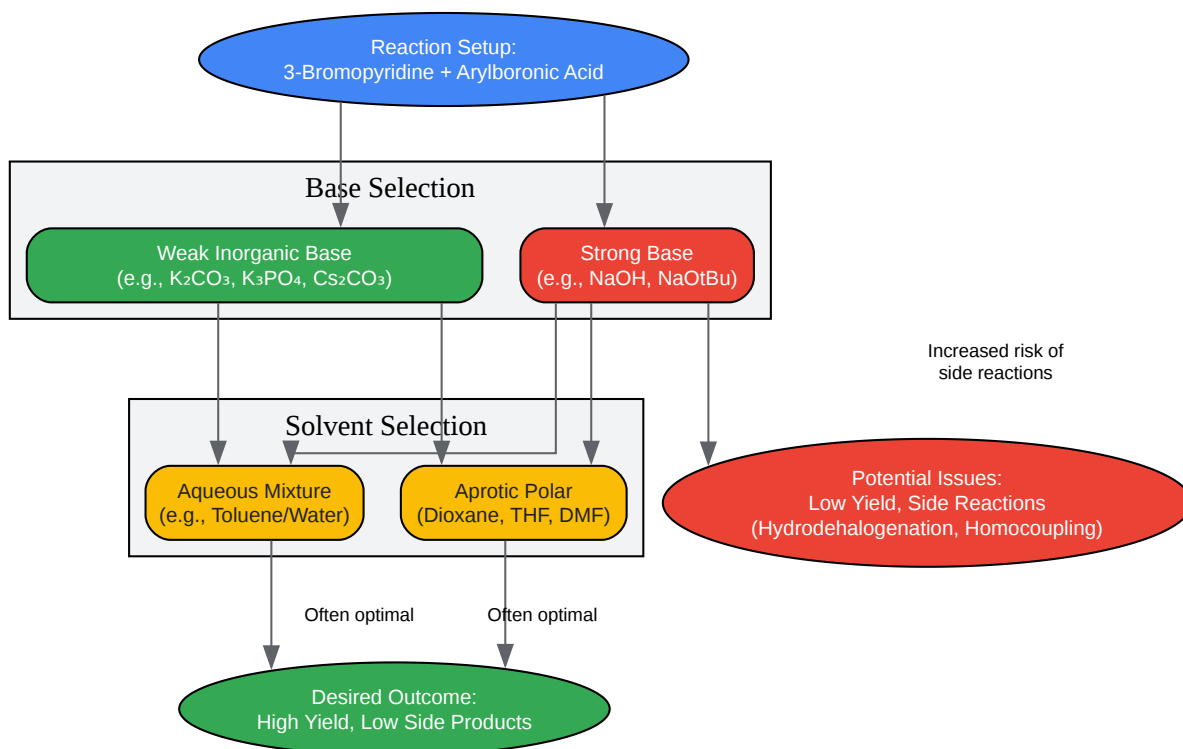 Reaction Setup:
3-Bromopyridine + Arylboronic Acid
Base Selection
Weak Inorganic Base
(e.g., K₂CO₃, K₃PO₄, Cs₂CO₃)
Strong Base
(e.g., NaOH, NaOtBu)
Increased risk of
side reactions
Solvent Selection
Aqueous Mixture
(e.g., Toluene/Water)
Aprotic Polar
(Dioxane, THF, DMF)
Potential Issues:
Low Yield, Side Reactions
(Hydrodehalogenation, Homocoupling)
Often optimal
Often optimal
Desired Outcome:
High Yield, Low Side Products